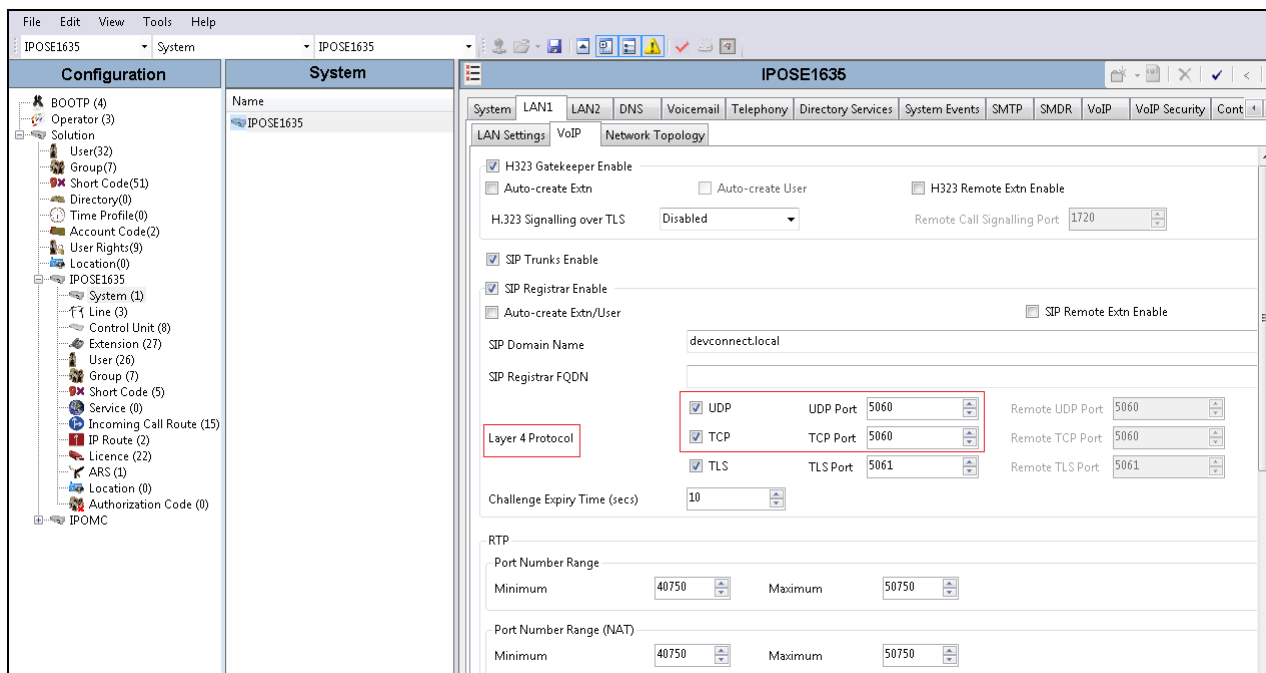 File Edit View Tools Help
IPOSE1635 System IPOSE1635
Configuration
BOOTP (4)
Operator (3)
Solution
User(32)
Group(7)
Short Code(51)
Directory(0)
Time Profile(0)
Account Code(2)
User Rights(9)
Location(0)
IPOSE1635
System (1)
Line (3)
Control Unit (8)
Extension (27)
User (26)
Group (7)
Short Code (5)
Service (0)
Incoming Call Route (15)
IP Route (2)
Licence (22)
ARS (1)
Location (0)
Authorization Code (0)
IPOMC
System
Name
IPOSE1635
IPOSE1635
System LAN1 LAN2 DNS Voicemail Telephony Directory Services System Events SMTP SMDR VoIP VoIP Security Cont
LAN Settings VoIP Network Topology
H323 Gatekeeper Enable
Auto-create Extn Auto-create User H323 Remote Extn Enable
H.323 Signalling over TLS Disabled Remote Call Signalling Port 1720
SIP Trunks Enable
SIP Registrar Enable
Auto-create Extn/User SIP Remote Extn Enable
SIP Domain Name devconnect.local
SIP Registrar FQDN
UDP UDP Port 5060 Remote UDP Port 5060
Layer 4 Protocol TCP TCP Port 5060 Remote TCP Port 5060
TLS TLS Port 5061 Remote TLS Port 5061
Challenge Expiry Time (secs) 10
RTP
Port Number Range
Minimum 40750 Maximum 50750
Port Number Range (NAT)
Minimum 40750 Maximum 50750